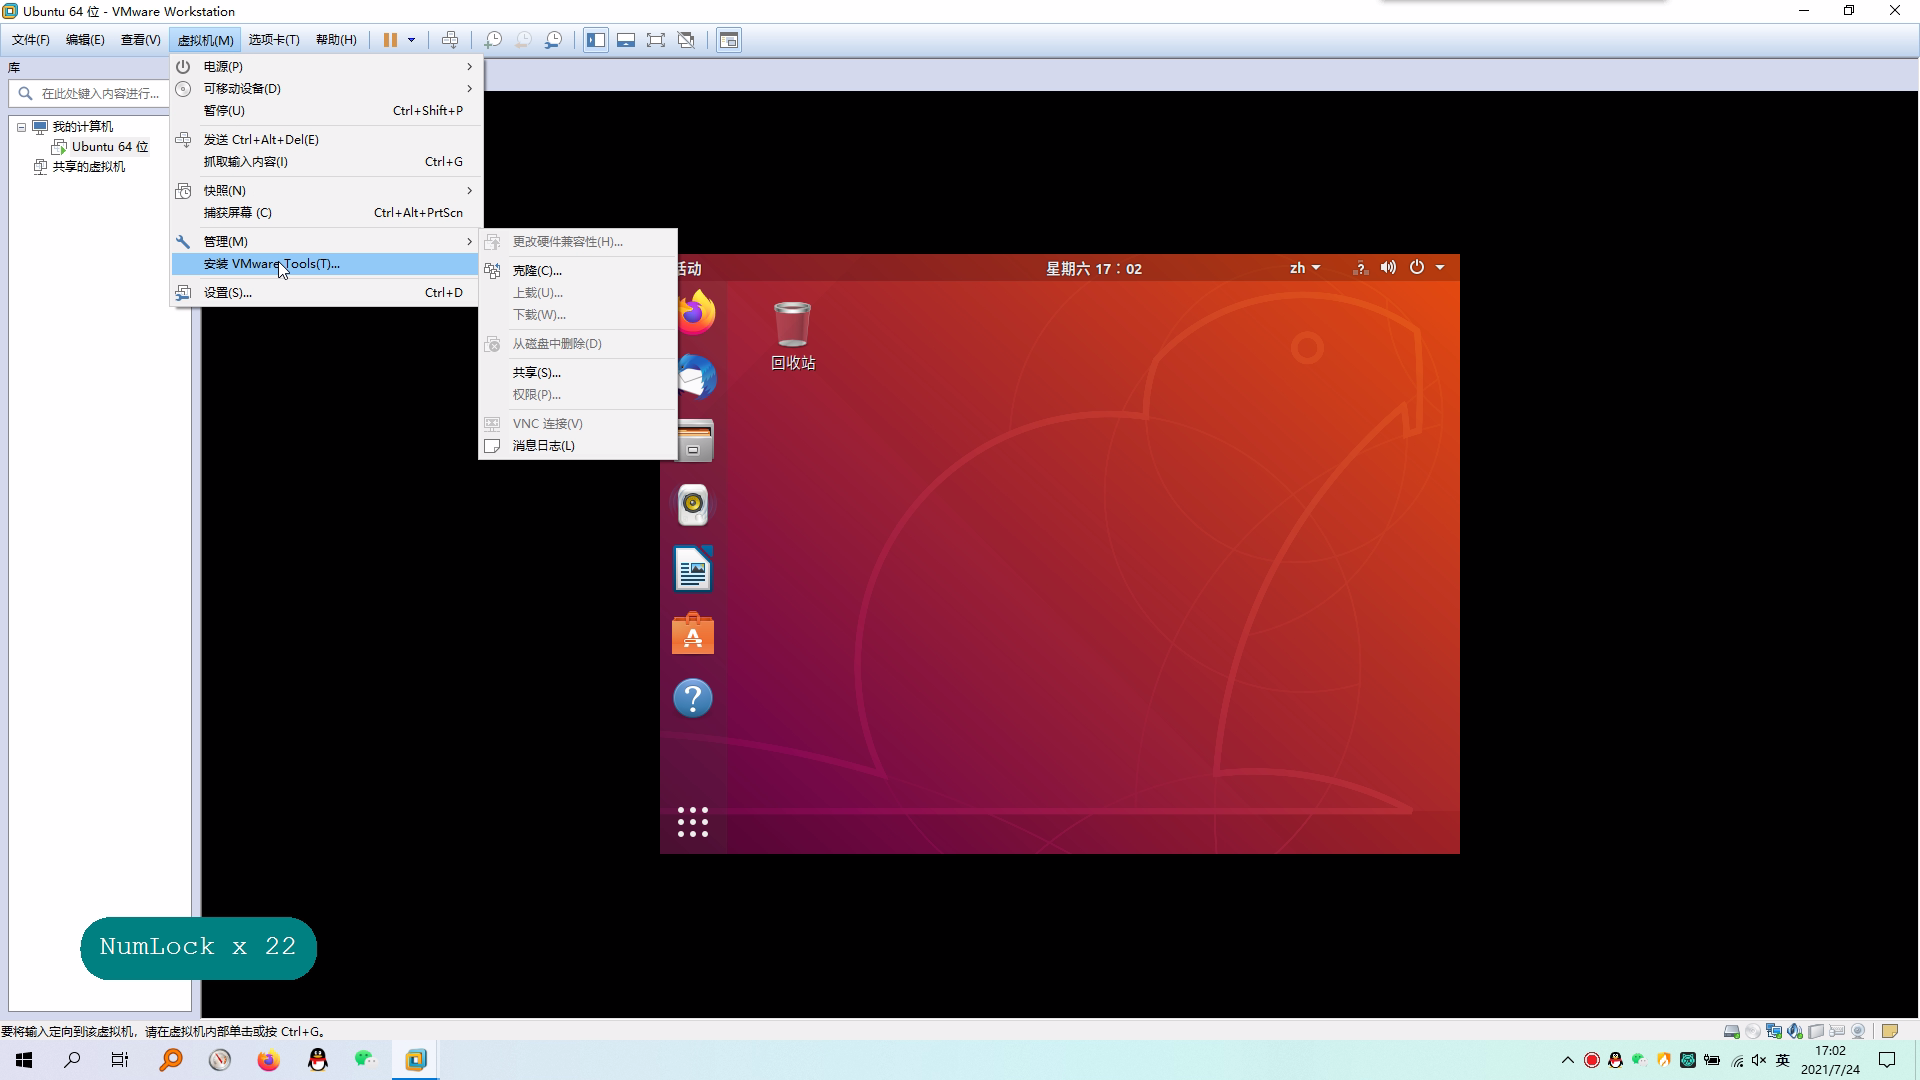 Ubuntu 64 位 - VMware Workstation
文件(F) 编辑(E) 查看(V) 虚拟机(M) 选项卡(T) 帮助(H)
库
在此处键入内容进行...
我的计算机
Ubuntu 64 位
共享的虚拟机
电源(P)
可移动设备(D)
暂停(U) Ctrl+Shift+P
发送 Ctrl+Alt+Del(E)
抓取输入内容(I) Ctrl+G
快照(N)
捕获屏幕 (C) Ctrl+Alt+PrtScn
管理(M)
安装 VMware Tools(T)...
设置(S)... Ctrl+D
更改硬件兼容性(H)...
克隆(C)...
上载(U)...
下载(W)...
从磁盘中删除(D)
共享(S)...
权限(P)...
VNC 连接(V)
消息日志(L)
活动 星期六 17：02 zh
回收站
NumLock x 22
要将输入定向到该虚拟机，请在虚拟机内部单击或按 Ctrl+G。
英
17:02
2021/7/24